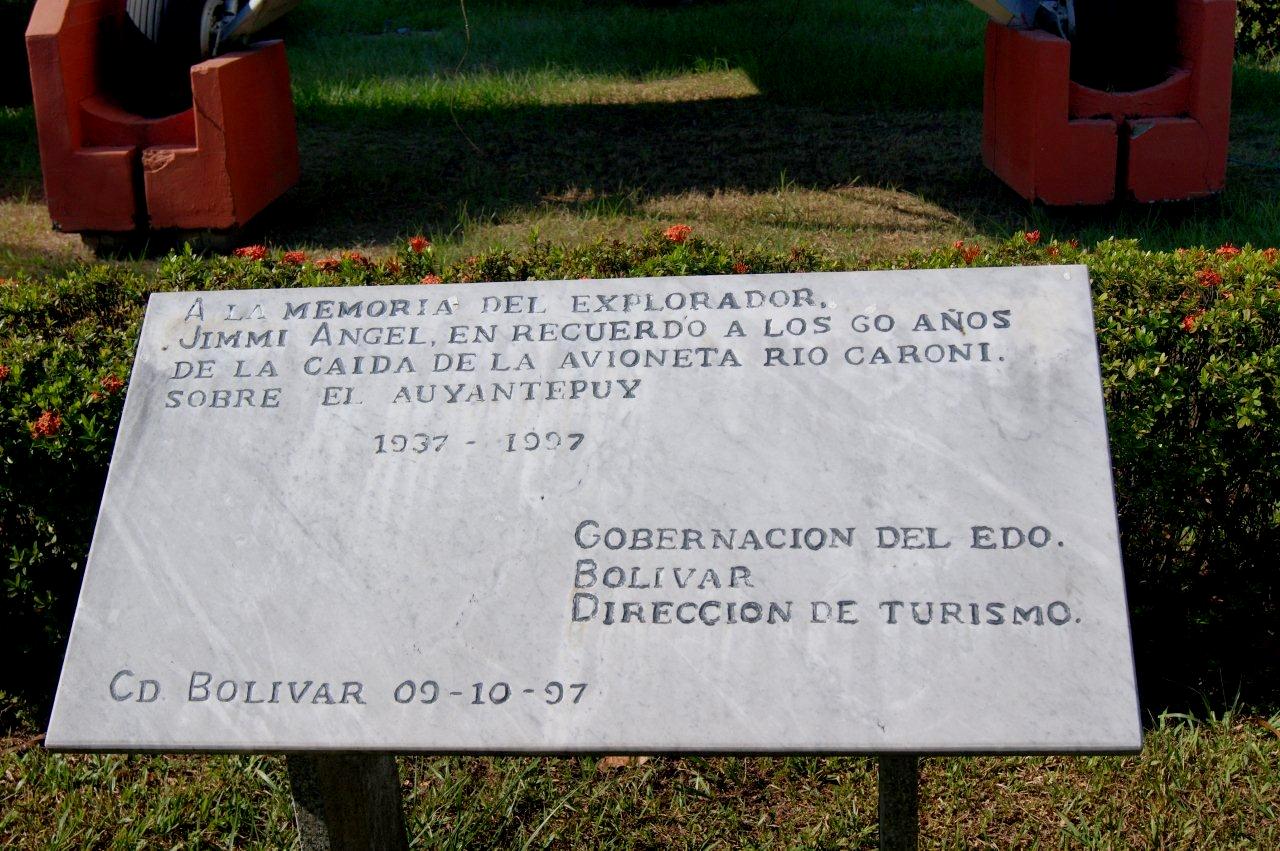 A LA MEMORIA DEL EXPLORADOR.
JIMMI ANGEL, EN RECUERDO A LOS 60 AÑOS
DE LA CAIDA DE LA AVIONETA RIO CARONI.
SOBRE EL AUYANTEPUY
1937 - 1997
GOBERNACION DEL EDO.
BOLIVAR
DIRECCION DE TURISMO.
CD. BOLIVAR 09-10-97